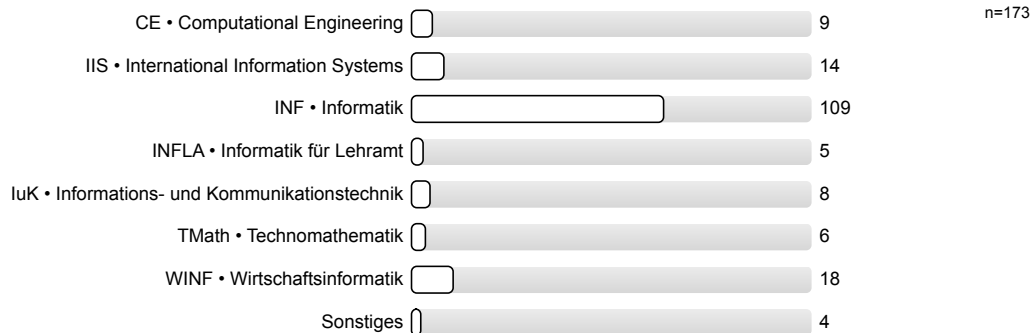 CE • Computational Engineering 9 n=173
IIS • International Information Systems 14
INF • Informatik 109
INFLA • Informatik für Lehramt 5
IuK • Informations- und Kommunikationstechnik 8
TMath • Technomathematik 6
WINF • Wirtschaftsinformatik 18
Sonstiges 4